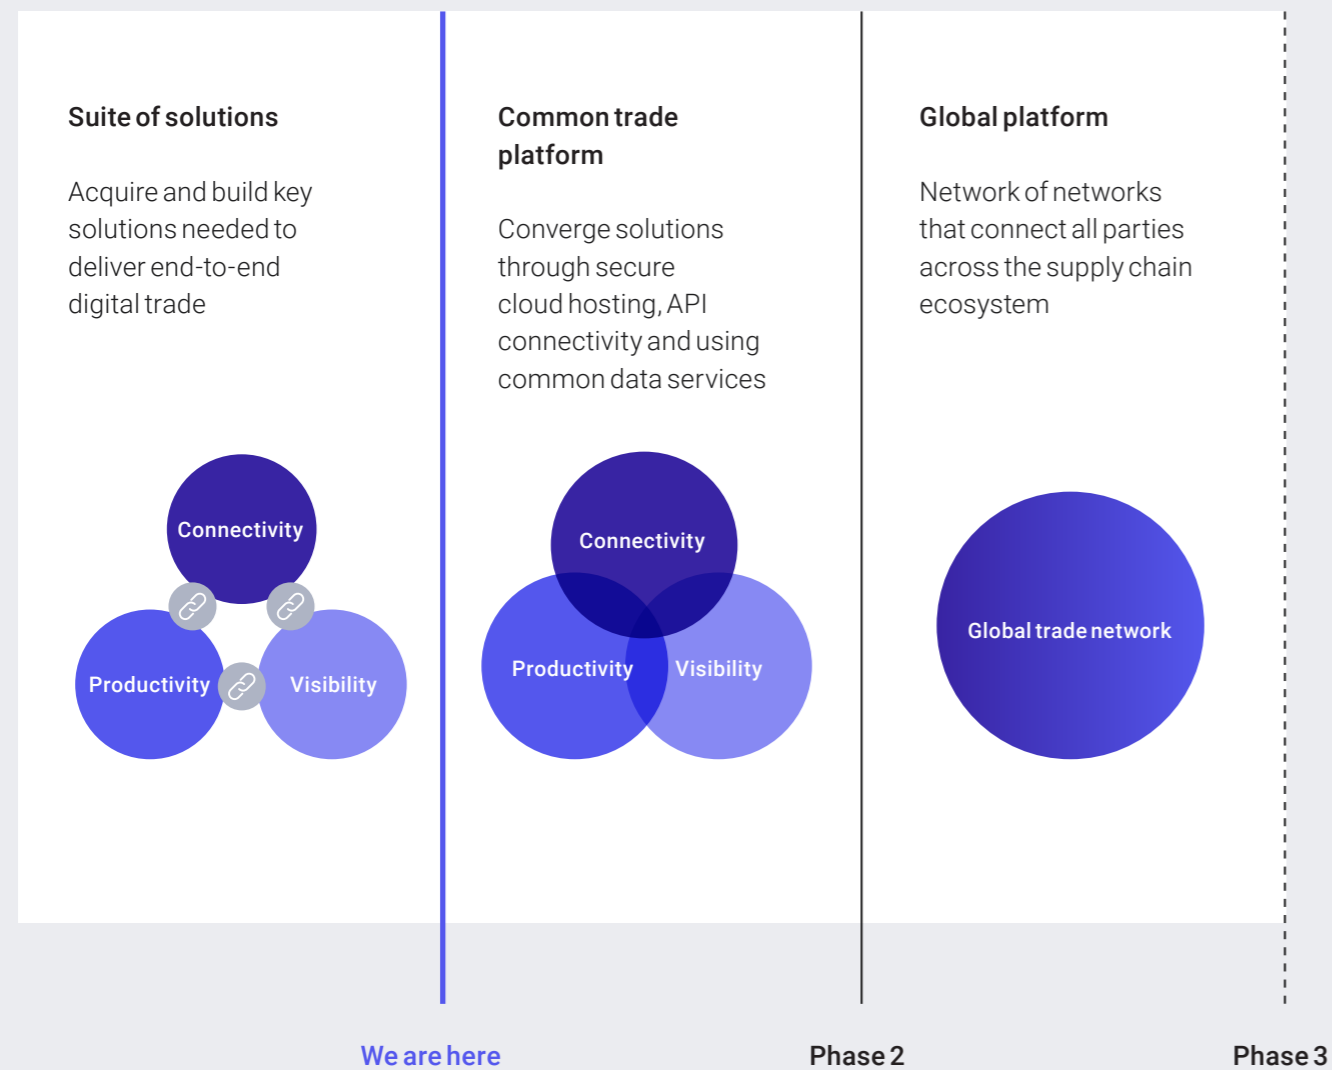 Suite of solutions
Acquire and build key
solutions needed to
deliver end-to-end
digital trade
Connectivity
Productivity
Visibility
Common trade
platform
Converge solutions
through secure
cloud hosting, API
connectivity and using
common data services
Connectivity
Productivity
Visibility
Global platform
Network of networks
that connect all parties
across the supply chain
ecosystem
Global trade network
We are here
Phase 2
Phase 3